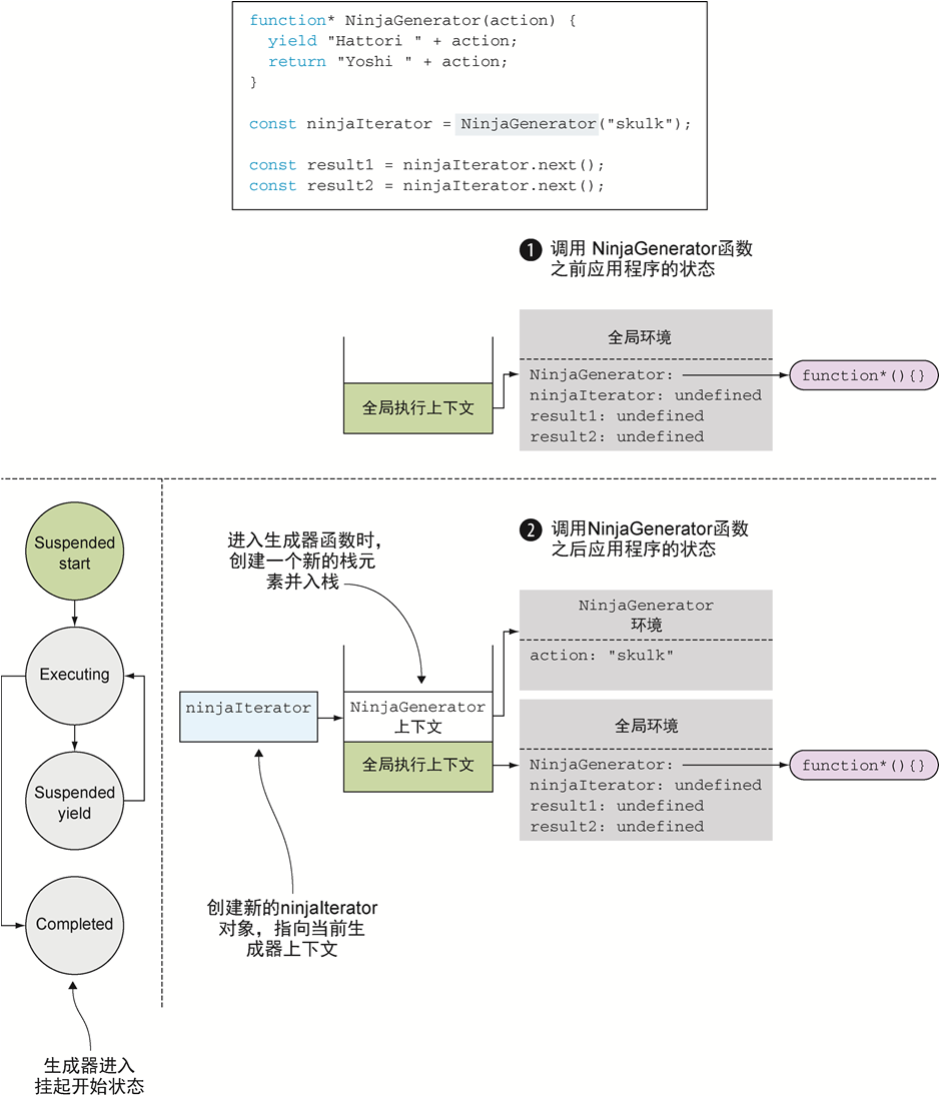 function* NinjaGenerator(action) {
yield "Hattori " + action;
return "Yoshi " + action;
}
const ninjaIterator = NinjaGenerator("skulk");
const result1 = ninjaIterator.next();
const result2 = ninjaIterator.next();
1 调用 NinjaGenerator函数
之前应用程序的状态
全局环境
NinjaGenerator:
function*(){}
ninjaIterator: undefined
result1: undefined
result2: undefined
全局执行上下文
Suspended
start
Executing
Suspended
yield
Completed
生成器进入
挂起开始状态
2 调用NinjaGenerator函数
之后应用程序的状态
进入生成器函数时，
创建一个新的栈元
素并入栈
NinjaGenerator
环境
action: "skulk"
ninjaIterator
NinjaGenerator
上下文
全局执行上下文
全局环境
NinjaGenerator:
function*(){}
ninjaIterator: undefined
result1: undefined
result2: undefined
创建新的ninjaIterator
对象，指向当前生
成器上下文